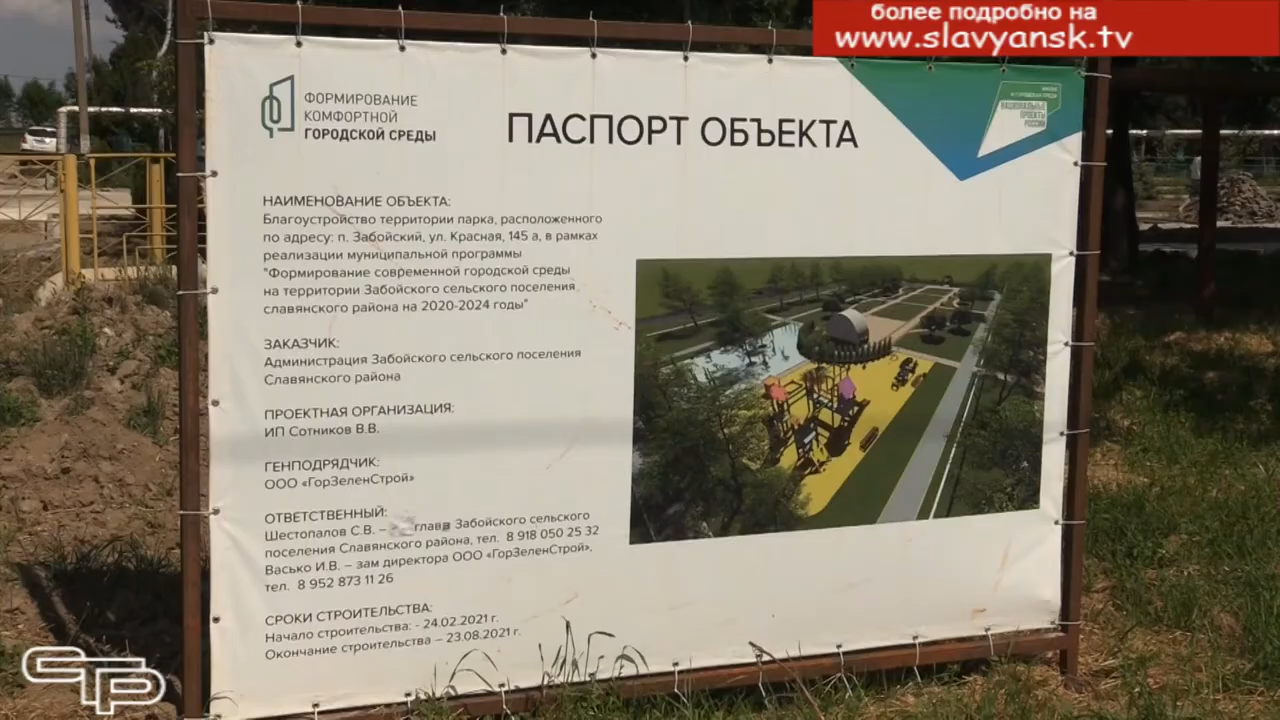 более подробно на
www.slavyansk.tv
ФОРМИРОВАНИЕ
КОМФОРТНОЙ
ГОРОДСКОЙ СРЕДЫ
ПАСПОРТ ОБЪЕКТА
НАЦИОНАЛЬНЫЕ
ПРОЕКТЫ
РОССИИ
НАИМЕНОВАНИЕ ОБЪЕКТА:
Благоустройство территории парка, расположенного
по адресу: п. Забойский, ул. Красная, 145 а, в рамках
реализации муниципальной программы
"Формирование современной городской среды
на территории Забойского сельского поселения
славянского района на 2020-2024 годы"
ЗАКАЗЧИК:
Администрация Забойского сельского поселения
Славянского района
ПРОЕКТНАЯ ОРГАНИЗАЦИЯ:
ИП Сотников В.В.
ГЕНПОДРЯДЧИК:
ООО «ГорЗеленСтрой»
ОТВЕТСТВЕННЫЙ:
Шестопалов С.В. – глава Забойского сельского
поселения Славянского района, тел. 8 918 050 25 32
Васько И.В. – зам директора ООО «ГорЗеленСтрой»,
тел. 8 952 873 11 26
СРОКИ СТРОИТЕЛЬСТВА:
Начало строительства: - 24.02.2021 г.
Окончание строительства – 23.08.2021 г.
СТР